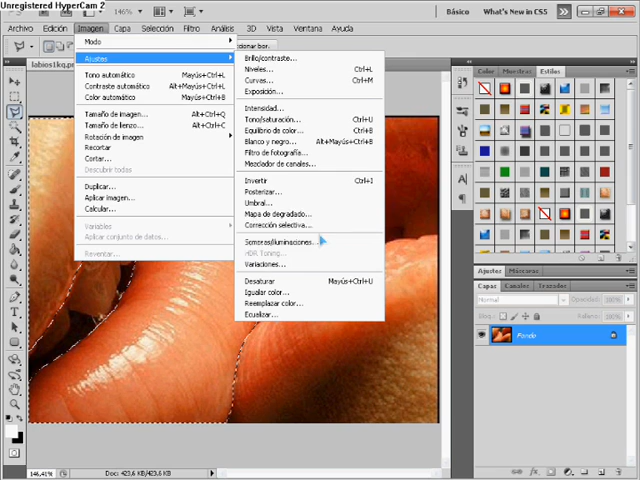 Unregistered HyperCam 2
146%
Básico
What's New in CS5
Archivo Edición Imagen Capa Selección Filtro Análisis 3D Vista Ventana Ayuda
Modo
cionar bor.
labios1kq.
Ajustes
Tono automático Mayús+Ctrl+L
Contraste automático Alt+Mayús+Ctrl+L
Color automático Mayús+Ctrl+B
Tamaño de imagen... Alt+Ctrl+I
Tamaño de lienzo... Alt+Ctrl+C
Rotación de imagen
Recortar
Cortar...
Descubrir todas
Duplicar...
Aplicar imagen...
Calcular...
Variables
Aplicar conjunto de datos...
Reventar...
Brillo/contraste...
Niveles... Ctrl+L
Curvas... Ctrl+M
Exposición...
Intensidad...
Tono/saturación... Ctrl+U
Equilibrio de color... Ctrl+B
Blanco y negro... Alt+Mayús+Ctrl+B
Filtro de fotografía...
Mezclador de canales...
Invertir Ctrl+I
Posterizar...
Umbral...
Mapa de degradado...
Corrección selectiva...
Sombras/iluminaciones...
HDR Toning...
Variaciones...
Desaturar Mayús+Ctrl+U
Igualar color...
Reemplazar color...
Ecualizar...
Color Muestras Estilos
Ajustes Máscaras
Capas Canales Trazados
Normal Opacidad: 100%
Bloq.: Relleno: 100%
Fondo
146,41% Doc: 423,6 KB/423,6 KB